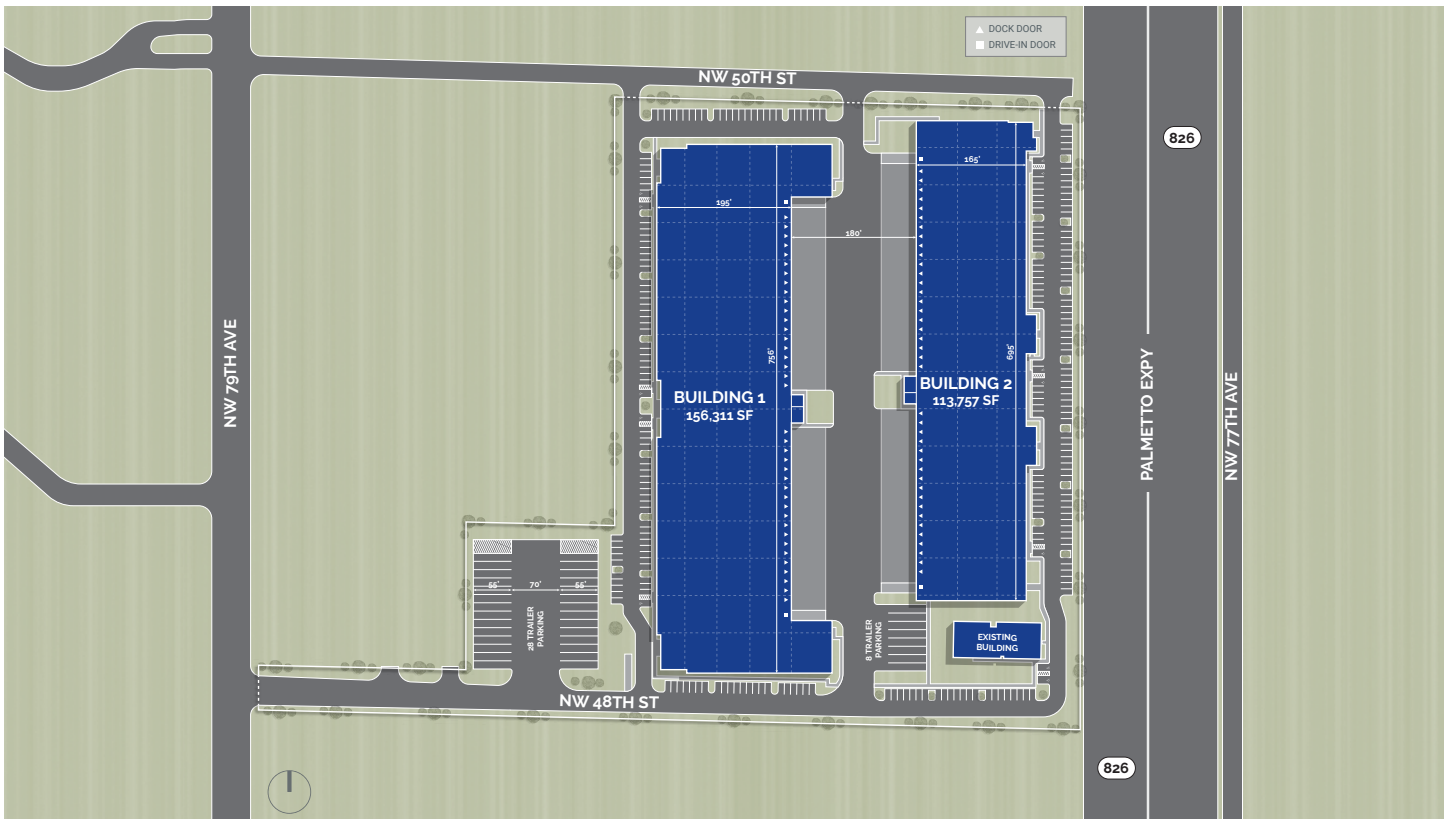 DOCK DOOR
DRIVE-IN DOOR
NW 50TH ST
826
165'
195'
180'
NW 79TH AVE
756'
695'
PALMETTO EXPY
NW 77TH AVE
BUILDING 1
156,311 SF
BUILDING 2
113,757 SF
55'
70'
55'
28 TRAILER
PARKING
8 TRAILER
PARKING
EXISTING
BUILDING
NW 48TH ST
826